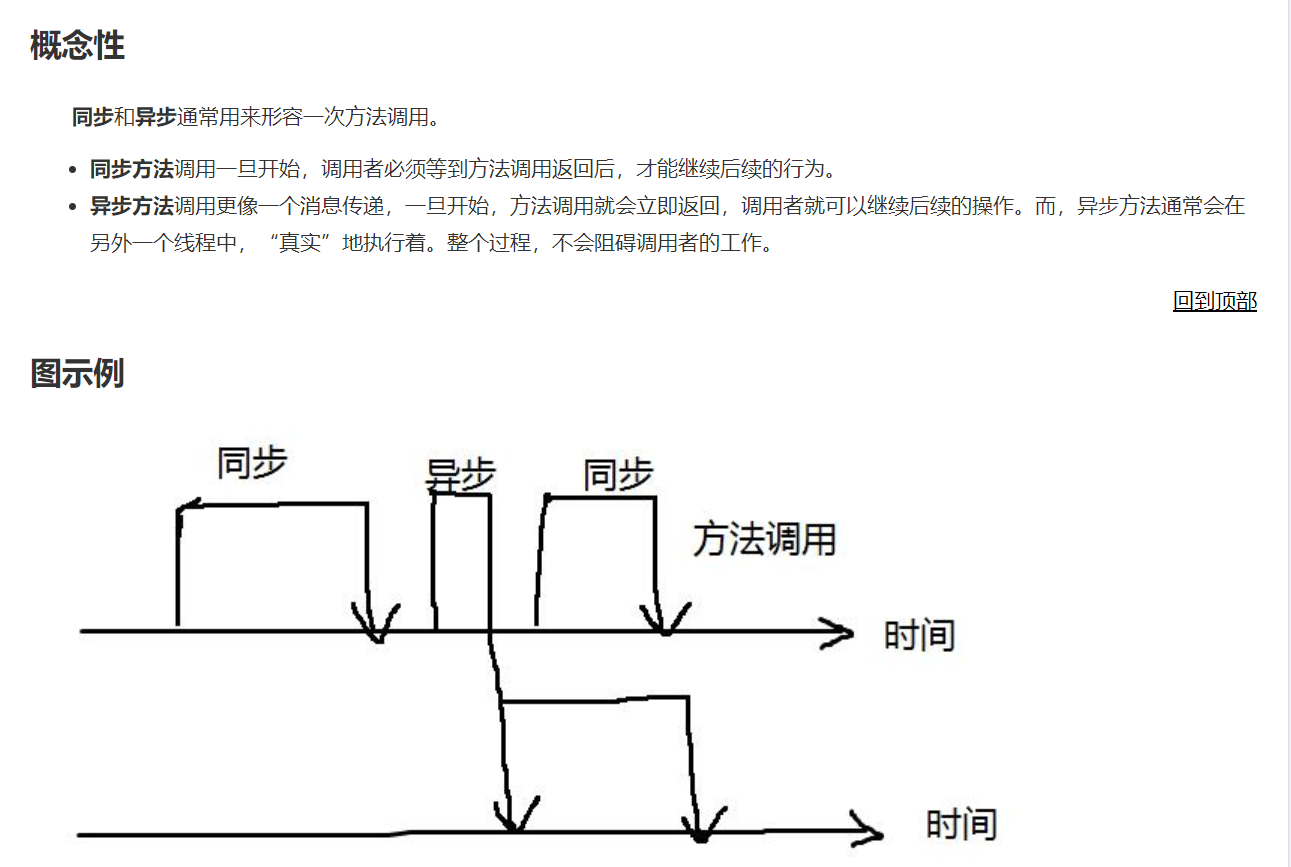 概念性
同步和异步通常用来形容一次方法调用。
同步方法调用一旦开始，调用者必须等到方法调用返回后，才能继续后续的行为。
异步方法调用更像一个消息传递，一旦开始，方法调用就会立即返回，调用者就可以继续后续的操作。而，异步方法通常会在
另外一个线程中，“真实”地执行着。整个过程，不会阻碍调用者的工作。
回到顶部
图示例
同步
异步
同步
方法调用
时间
时间